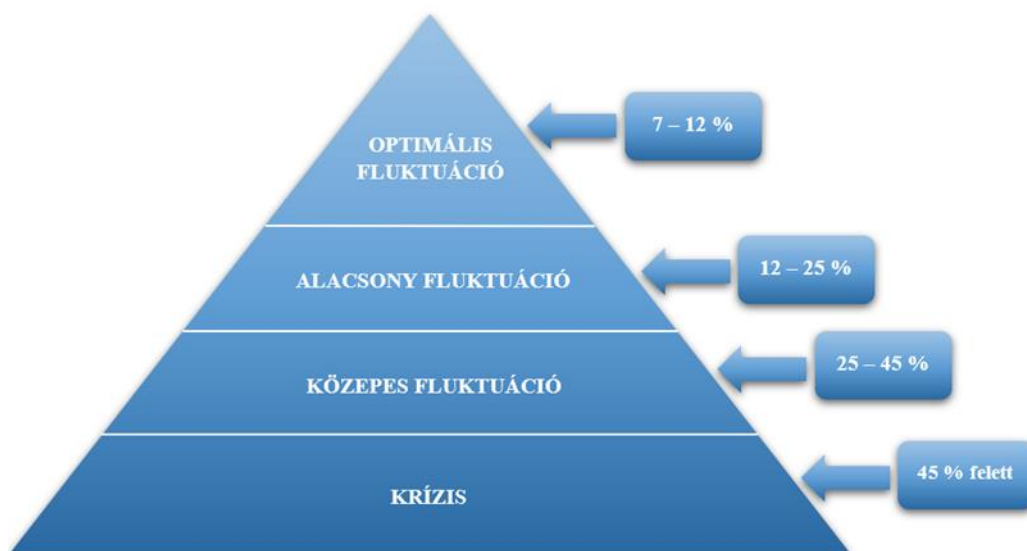 OPTIMÁLIS
FLUKTUÁCIÓ
7 – 12 %
ALACSONY FLUKTUÁCIÓ
12 – 25 %
KÖZEPES FLUKTUÁCIÓ
25 – 45 %
KRÍZIS
45 % felett